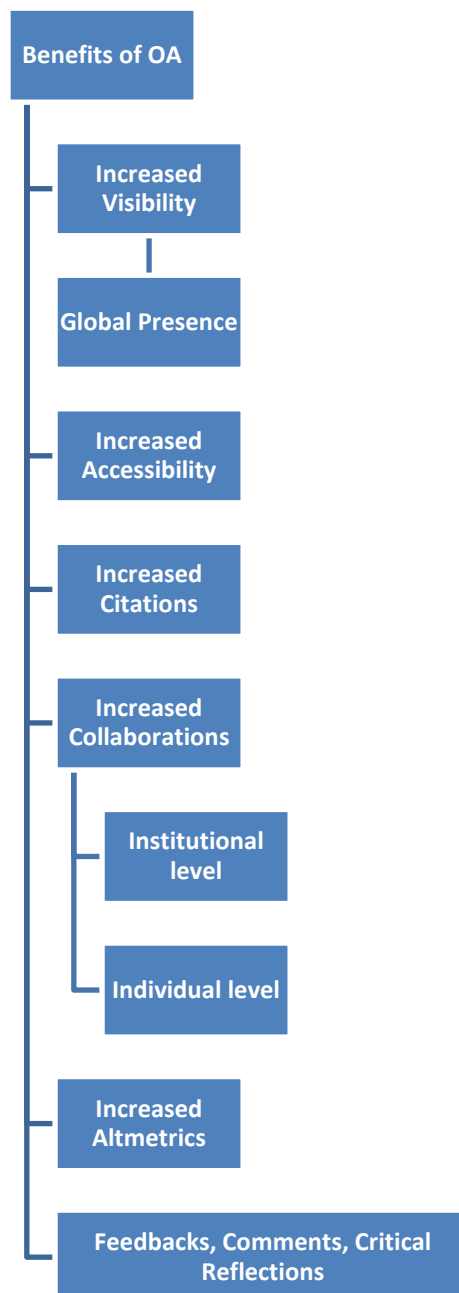 Benefits of OA
Increased
Visibility
Global Presence
Increased
Accessibility
Increased
Citations
Increased
Collaborations
Institutional
level
Individual level
Increased
Altmetrics
Feedbacks, Comments, Critical
Reflections